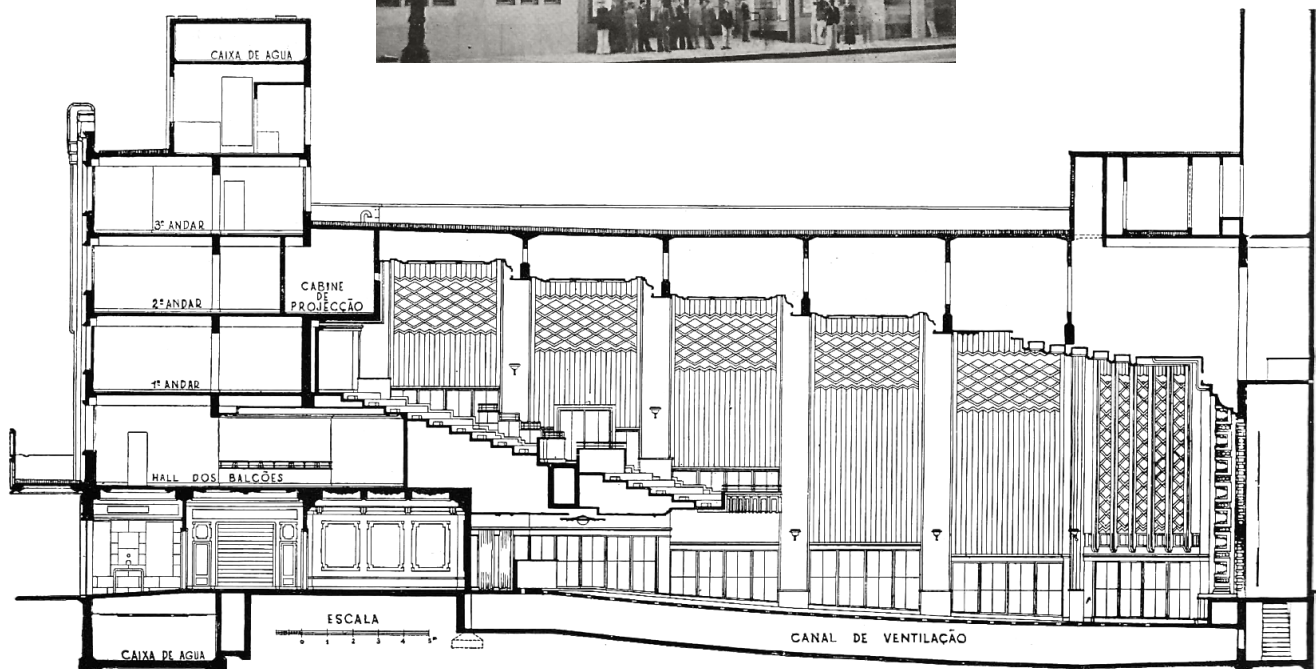 CAIXA DE AGUA
3º ANDAR
2º ANDAR
CABINE
DE
PROJECÇÃO
1º ANDAR
HALL DOS BALCÕES
ESCALA
0 1 2 3 4 5ᵐ
CANAL DE VENTILAÇÃO
CAIXA DE AGUA